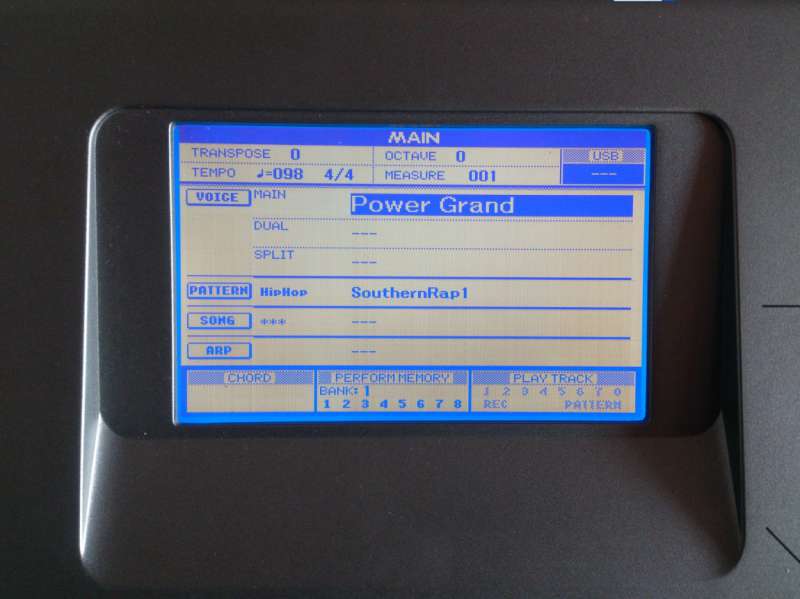 MAIN
TRANSPOSE 0 OCTAVE 0 USB
TEMPO ♩=098 4/4 MEASURE 001 ---
VOICE MAIN Power Grand
DUAL ---
SPLIT ---
PATTERN HipHop SouthernRap1
SONG *** ---
ARP ---
CHORD PERFORM MEMORY PLAY TRACK
BANK: 1 1 2 3 4 5 6 7 8
1 2 3 4 5 6 7 8 REC PATTERN